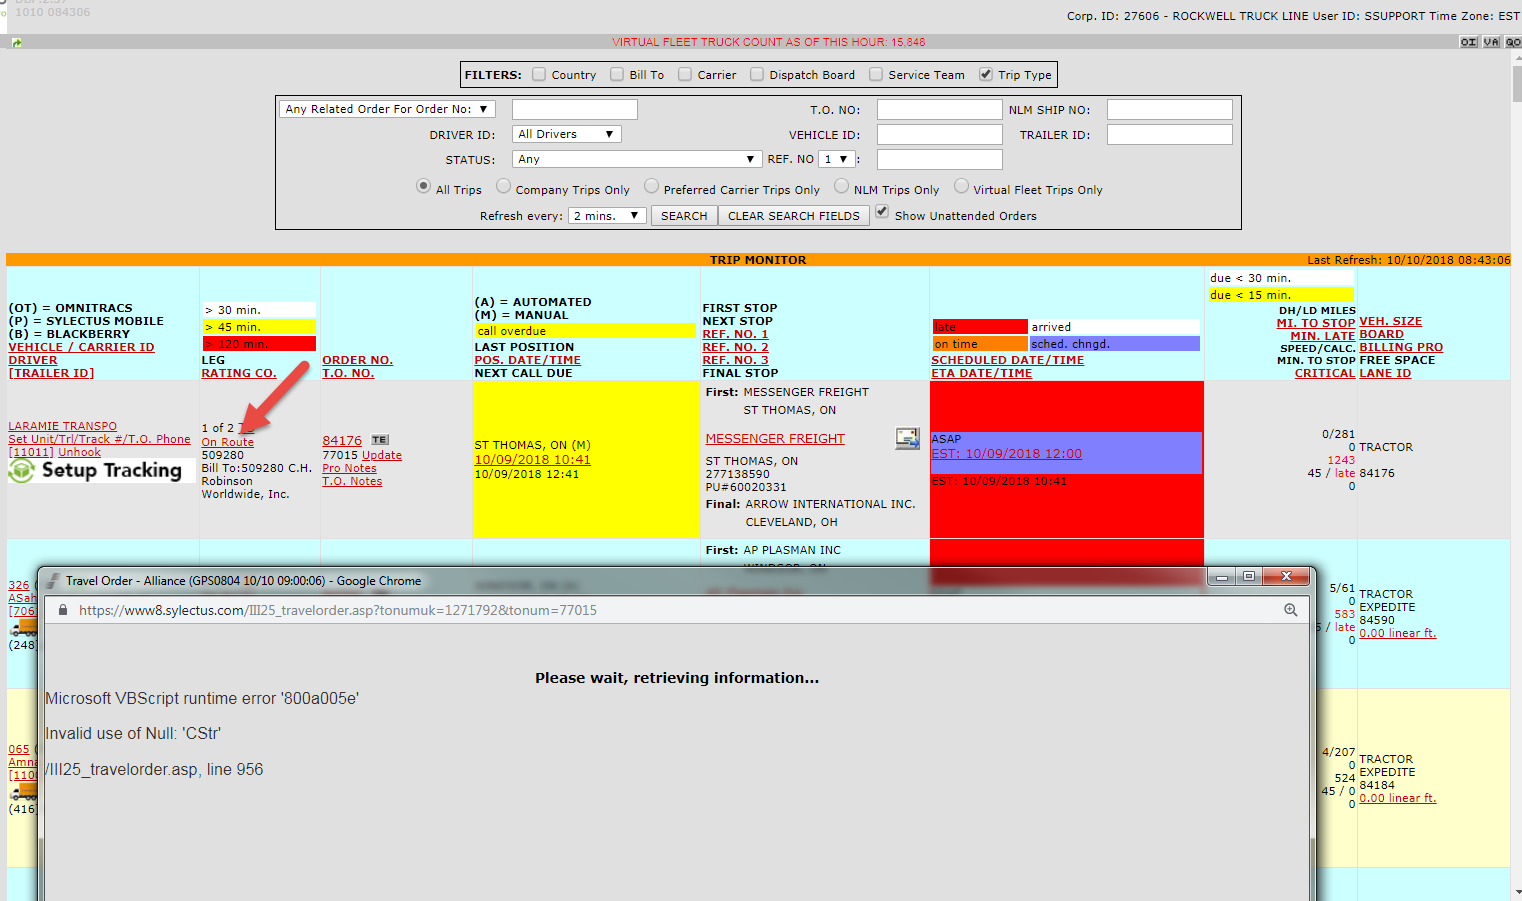 1010 084306
Corp. ID: 27606 - ROCKWELL TRUCK LINE User ID: SSUPPORT Time Zone: EST
VIRTUAL FLEET TRUCK COUNT AS OF THIS HOUR: 15,848
OI VA QO
FILTERS: Country Bill To Carrier Dispatch Board Service Team Trip Type
Any Related Order For Order No: T.O. NO: NLM SHIP NO:
DRIVER ID: All Drivers VEHICLE ID: TRAILER ID:
STATUS: Any REF. NO 1 :
All Trips Company Trips Only Preferred Carrier Trips Only NLM Trips Only Virtual Fleet Trips Only
Refresh every: 2 mins. SEARCH CLEAR SEARCH FIELDS Show Unattended Orders
TRIP MONITOR Last Refresh: 10/10/2018 08:43:06
(OT) = OMNITRACS
(P) = SYLECTUS MOBILE
(B) = BLACKBERRY
VEHICLE / CARRIER ID
DRIVER
[TRAILER ID]
> 30 min.
> 45 min.
> 120 min.
LEG
RATING CO.
ORDER NO.
T.O. NO.
(A) = AUTOMATED
(M) = MANUAL
call overdue
LAST POSITION
POS. DATE/TIME
NEXT CALL DUE
FIRST STOP
NEXT STOP
REF. NO. 1
REF. NO. 2
REF. NO. 3
FINAL STOP
late arrived
on time sched. chngd.
SCHEDULED DATE/TIME
ETA DATE/TIME
due < 30 min.
due < 15 min.
DH/LD MILES
MI. TO STOP
MIN. LATE
SPEED/CALC.
MIN. TO STOP
CRITICAL
VEH. SIZE
BOARD
BILLING PRO
FREE SPACE
LANE ID
LARAMIE TRANSPO
Set Unit/Trl/Track #/T.O. Phone
[11011] Unhook
Setup Tracking
1 of 2
On Route
509280
Bill To:509280 C.H.
Robinson
Worldwide, Inc.
84176 TE
77015 Update
Pro Notes
T.O. Notes
ST THOMAS, ON (M)
10/09/2018 10:41
10/09/2018 12:41
First: MESSENGER FREIGHT
ST THOMAS, ON
MESSENGER FREIGHT
ST THOMAS, ON
277138590
PU#60020331
Final: ARROW INTERNATIONAL INC.
CLEVELAND, OH
ASAP
EST: 10/09/2018 12:00
EST: 10/09/2018 10:41
0/281
0
1243
45 / late
0
TRACTOR
84176
First: AP PLASMAN INC
326
ASah
[706
(248)
5/61
0
583
/ late
0
TRACTOR
EXPEDITE
84590
0.00 linear ft.
065
Amna
[110
(416)
4/207
0
524
45 / 0
0
TRACTOR
EXPEDITE
84184
0.00 linear ft.
Travel Order - Alliance (GPS0804 10/10 09:00:06) - Google Chrome
https://www8.sylectus.com/III25_travelorder.asp?tonumuk=1271792&tonum=77015
Please wait, retrieving information...
Microsoft VBScript runtime error '800a005e'
Invalid use of Null: 'CStr'
/III25_travelorder.asp, line 956